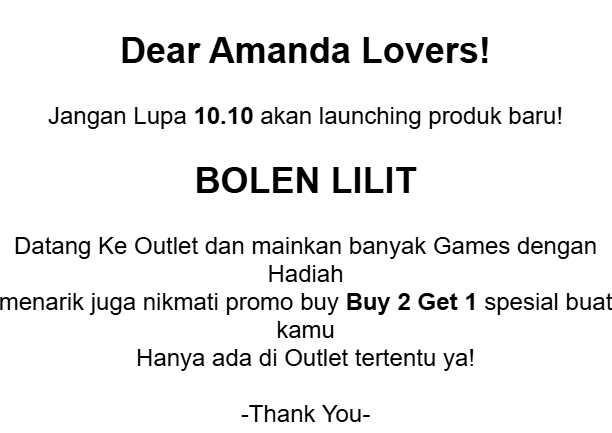 Dear Amanda Lovers!
Jangan Lupa 10.10 akan launching produk baru!
BOLEN LILIT
Datang Ke Outlet dan mainkan banyak Games dengan
Hadiah
menarik juga nikmati promo buy Buy 2 Get 1 spesial buat
kamu
Hanya ada di Outlet tertentu ya!
-Thank You-